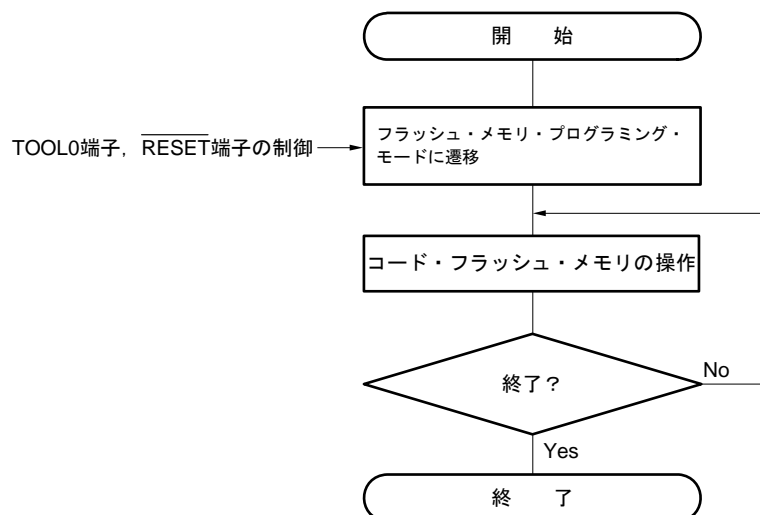 開　始
TOOL0端子，RESET端子の制御
フラッシュ・メモリ・プログラミング・
モードに遷移
コード・フラッシュ・メモリの操作
終了？
No
Yes
終　了